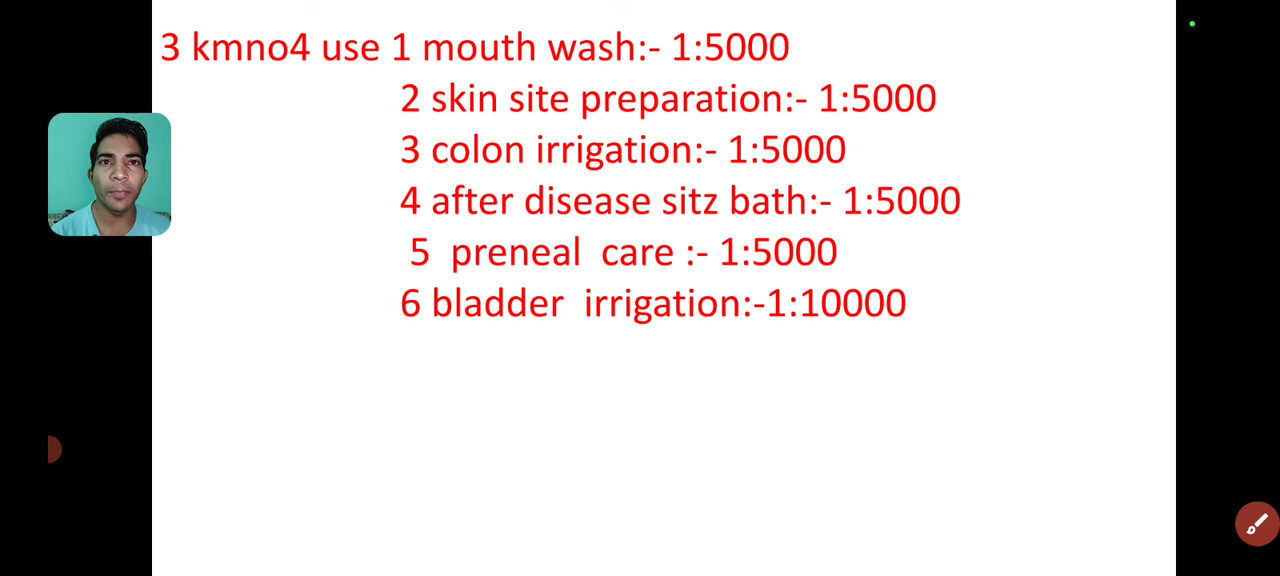 3 kmno4 use 1 mouth wash:- 1:5000
2 skin site preparation:- 1:5000
3 colon irrigation:- 1:5000
4 after disease sitz bath:- 1:5000
5 preneal care :- 1:5000
6 bladder irrigation:-1:10000